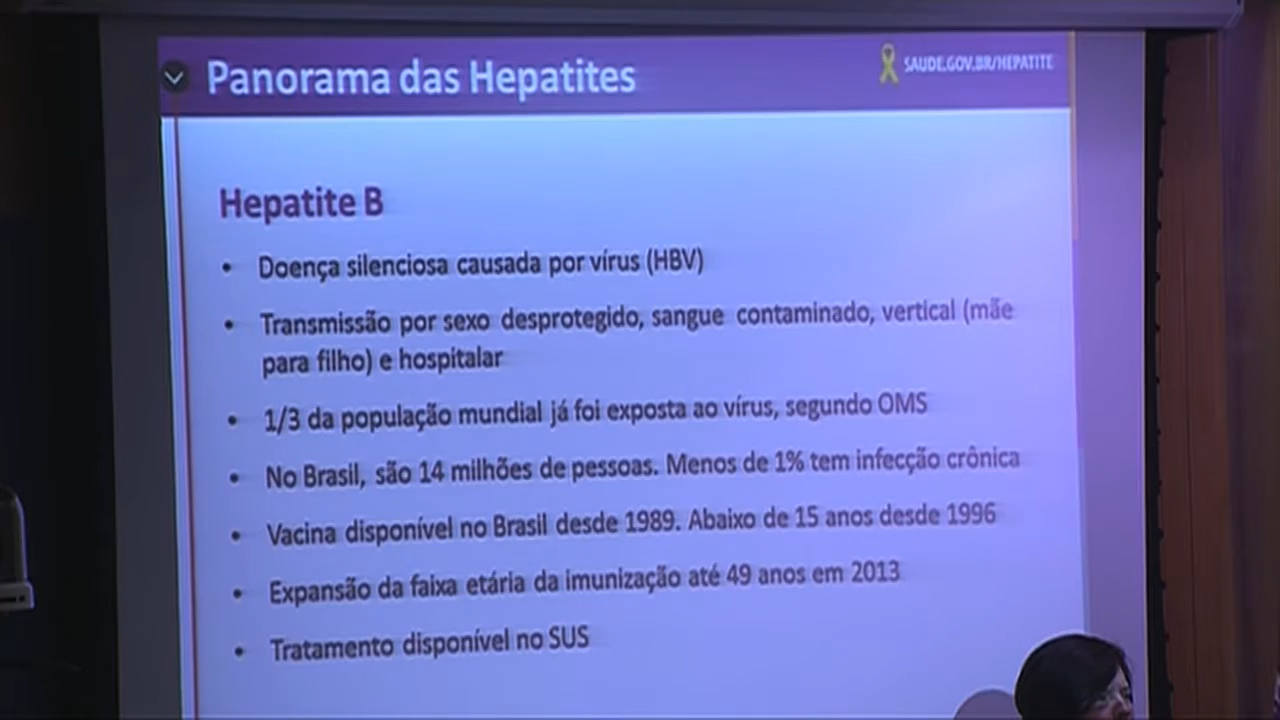 Panorama das Hepatites
SAUDE.GOV.BR/HEPATITE
Hepatite B
• Doença silenciosa causada por vírus (HBV)
• Transmissão por sexo desprotegido, sangue contaminado, vertical (mãe
para filho) e hospitalar
• 1/3 da população mundial já foi exposta ao vírus, segundo OMS
• No Brasil, são 14 milhões de pessoas. Menos de 1% tem infecção crônica
• Vacina disponível no Brasil desde 1989. Abaixo de 15 anos desde 1996
• Expansão da faixa etária da imunização até 49 anos em 2013
• Tratamento disponível no SUS